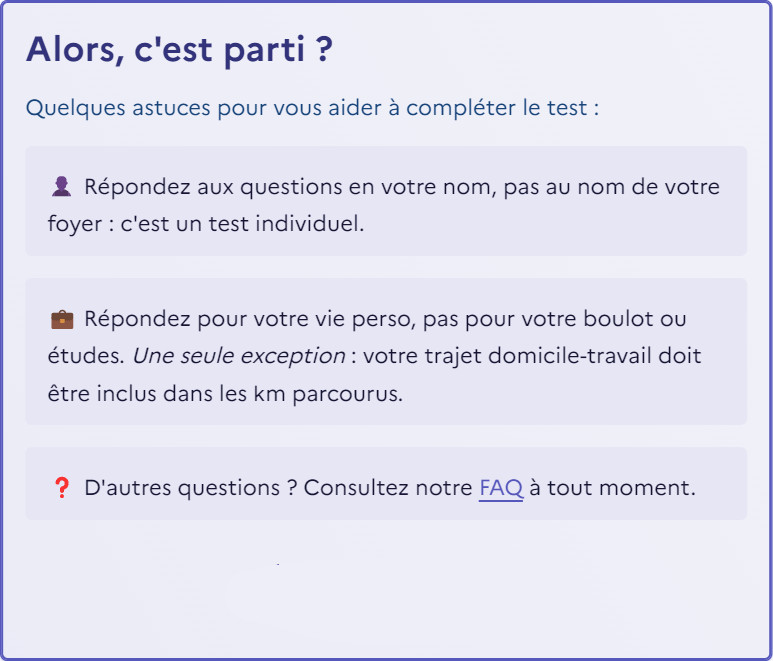 Alors, c'est parti ?
Quelques astuces pour vous aider à compléter le test :
👤 Répondez aux questions en votre nom, pas au nom de votre
foyer : c'est un test individuel.
💼 Répondez pour votre vie perso, pas pour votre boulot ou
études. Une seule exception : votre trajet domicile-travail doit
être inclus dans les km parcourus.
❓ D'autres questions ? Consultez notre FAQ à tout moment.